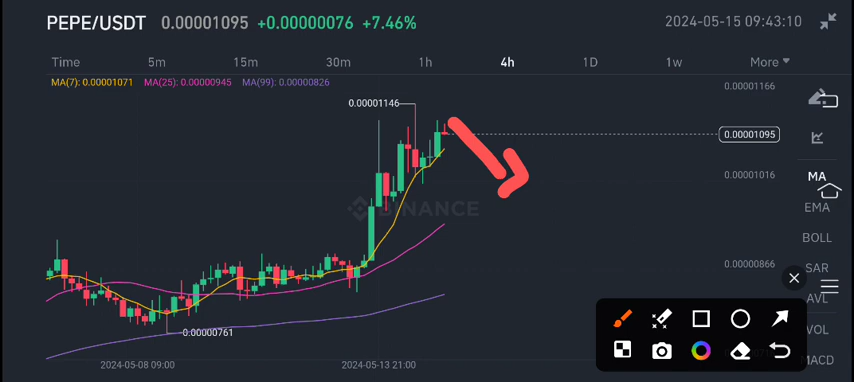 PEPE/USDT 0.00001095 +0.00000076 +7.46% 2024-05-15 09:43:10
Time 5m 15m 30m 1h 4h 1D 1w More
MA(7): 0.00001071 MA(25): 0.00000945 MA(99): 0.00000826
0.00001166
0.00001146
0.00001095
0.00001016
MA
EMA
BINANCE
BOLL
0.00000866
SAR
AVL
0.00000761
VOL
MACD
2024-05-08 09:00 2024-05-13 21:00